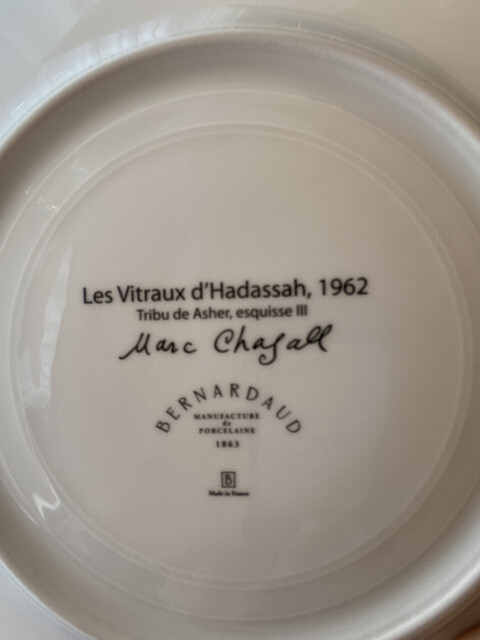 Les Vitraux d'Hadassah, 1962
Tribu de Asher, esquisse III
Marc Chagall
BERNARDAUD
MANUFACTURE
de
PORCELAINE
1863
B
Made in France